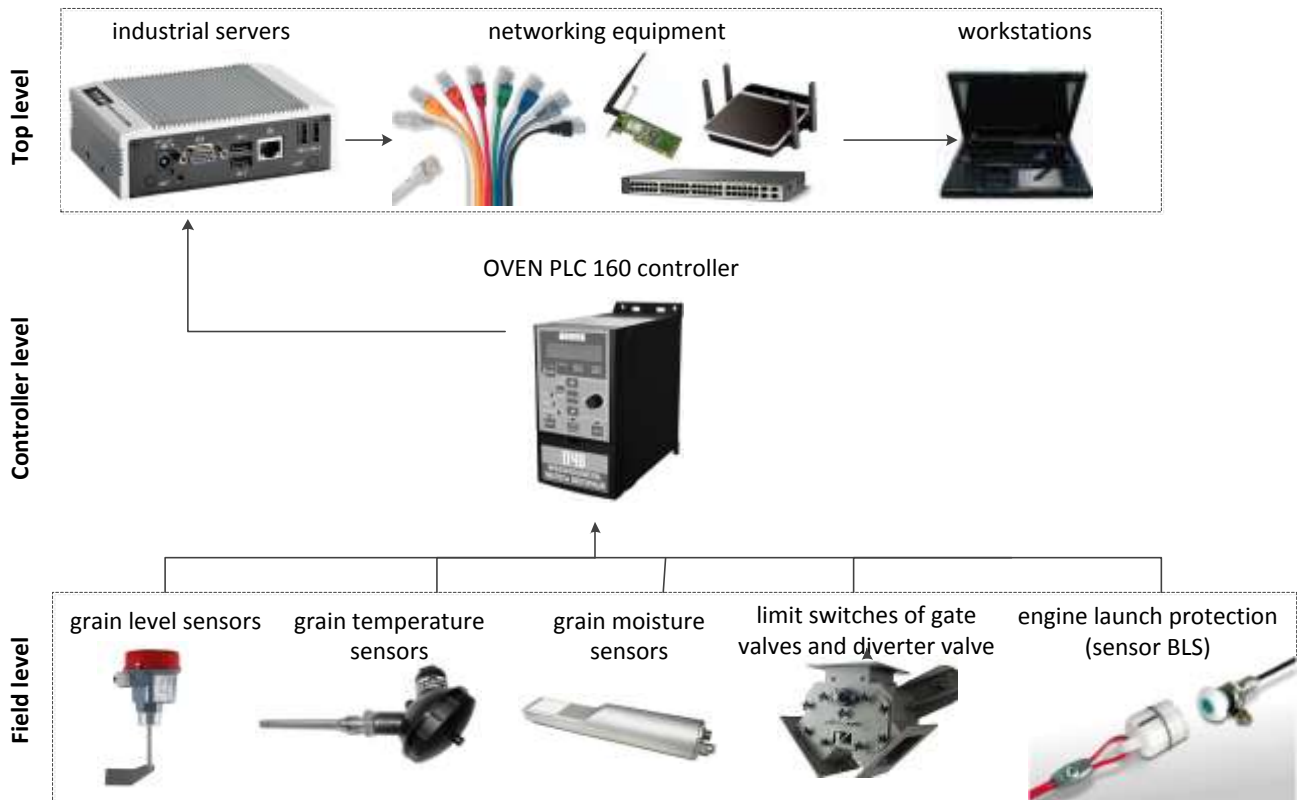 industrial servers
networking equipment
workstations
Top level
OVEN PLC 160 controller
Controller level
grain level sensors
grain temperature
sensors
grain moisture
sensors
limit switches of gate
valves and diverter valve
engine launch protection
(sensor BLS)
Field level